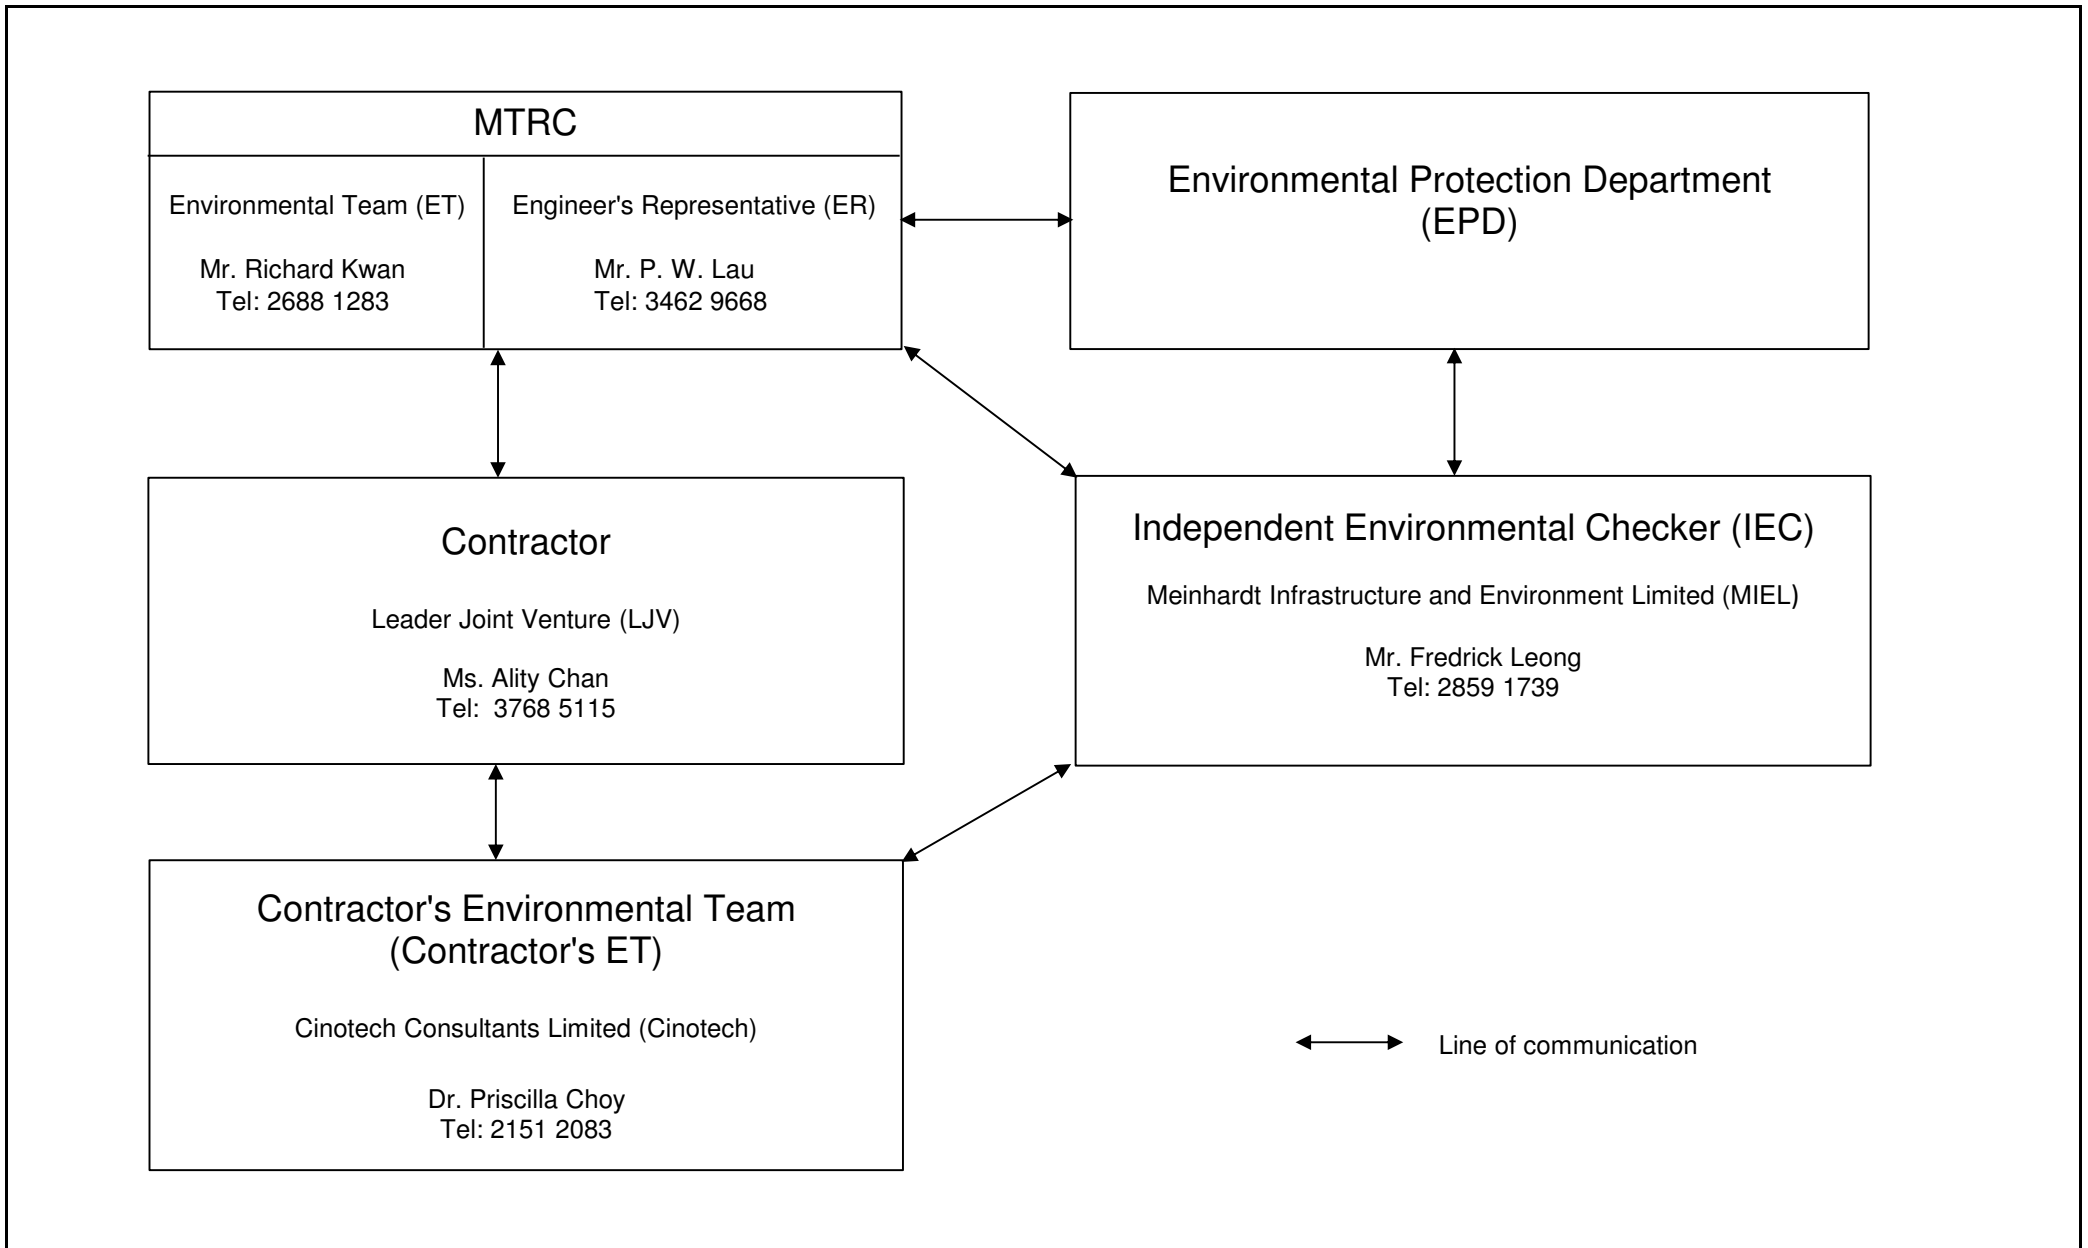 MTRC
Environmental Team (ET)
Mr. Richard Kwan
Tel: 2688 1283
Engineer's Representative (ER)
Mr. P. W. Lau
Tel: 3462 9668
Environmental Protection Department
(EPD)
Contractor
Leader Joint Venture (LJV)
Ms. Ality Chan
Tel:  3768 5115
Independent Environmental Checker (IEC)
Meinhardt Infrastructure and Environment Limited (MIEL)
Mr. Fredrick Leong
Tel: 2859 1739
Contractor's Environmental Team
(Contractor's ET)
Cinotech Consultants Limited (Cinotech)
Dr. Priscilla Choy
Tel: 2151 2083
Line of communication